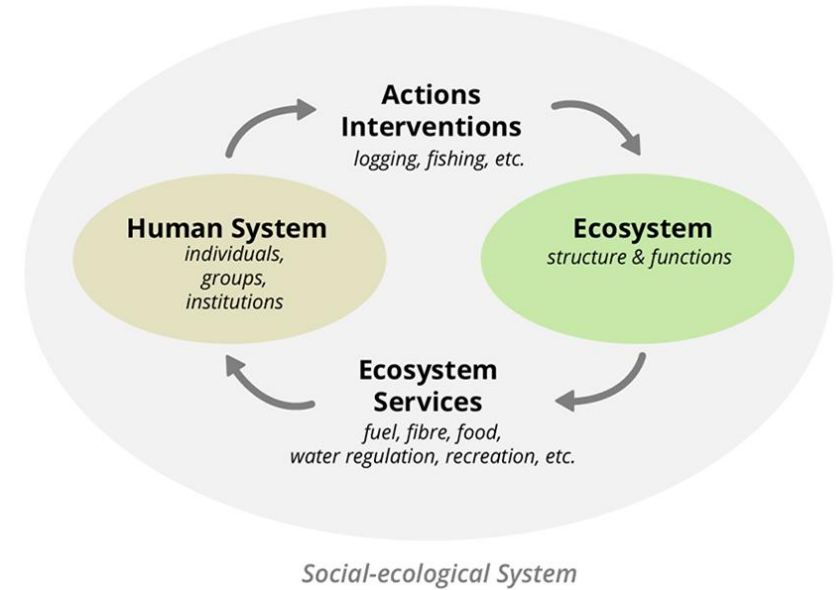 Actions
Interventions
logging, fishing, etc.
Human System
individuals,
groups,
institutions
Ecosystem
structure & functions
Ecosystem
Services
fuel, fibre, food,
water regulation, recreation, etc.
Social-ecological System